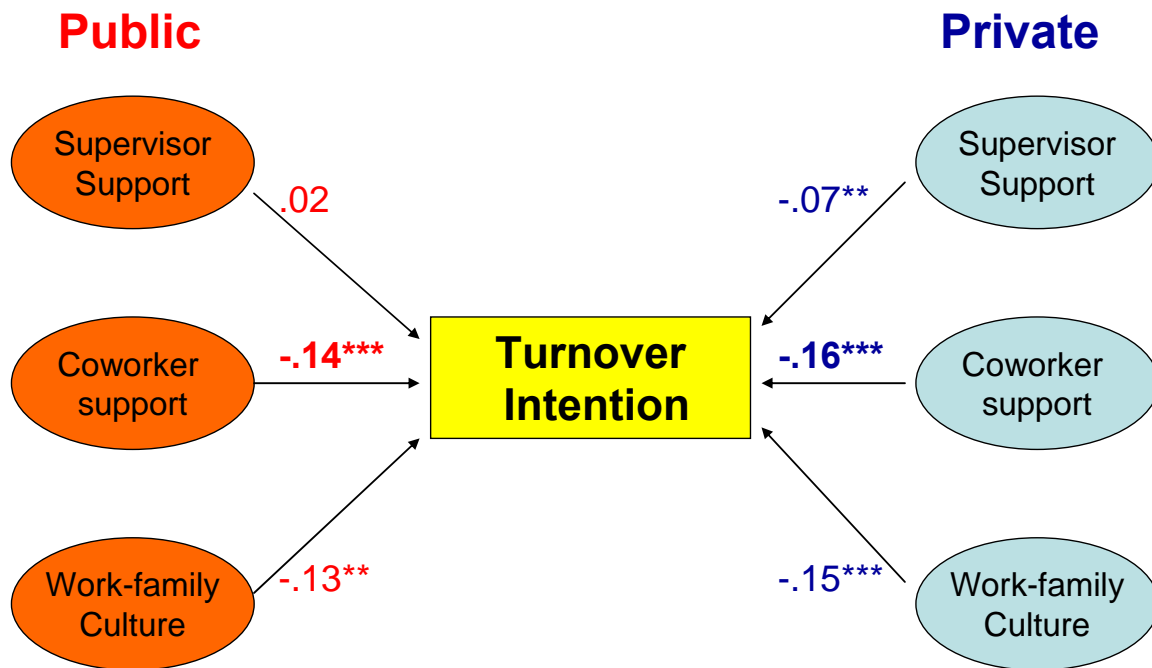 Public
Private
Supervisor
Support
.02
-.07**
Supervisor
Support
Coworker
support
-.14***
Turnover
Intention
-.16***
Coworker
support
Work-family
Culture
-.13**
-.15***
Work-family
Culture